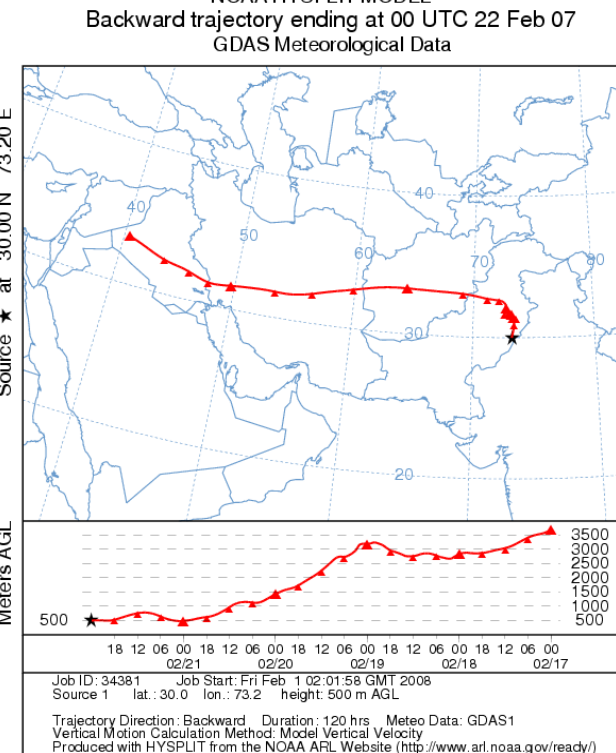 Backward trajectory ending at 00 UTC 22 Feb 07
GDAS Meteorological Data
Source ★ at 30.00 N 73.20 E
40
50
60
70
80
40
30
20
Meters AGL
500
3500
3000
2500
2000
1500
1000
500
18 12 06 00 18 12 06 00 18 12 06 00 18 12 06 00 18 12 06 00
02/21 02/20 02/19 02/18 02/17
Job ID: 34381 Job Start: Fri Feb 1 02:01:58 GMT 2008
Source 1 lat.: 30.0 lon.: 73.2 height: 500 m AGL
Trajectory Direction: Backward Duration: 120 hrs Meteo Data: GDAS1
Vertical Motion Calculation Method: Model Vertical Velocity
Produced with HYSPLIT from the NOAA ARL Website (http://www.arl.noaa.gov/ready/)